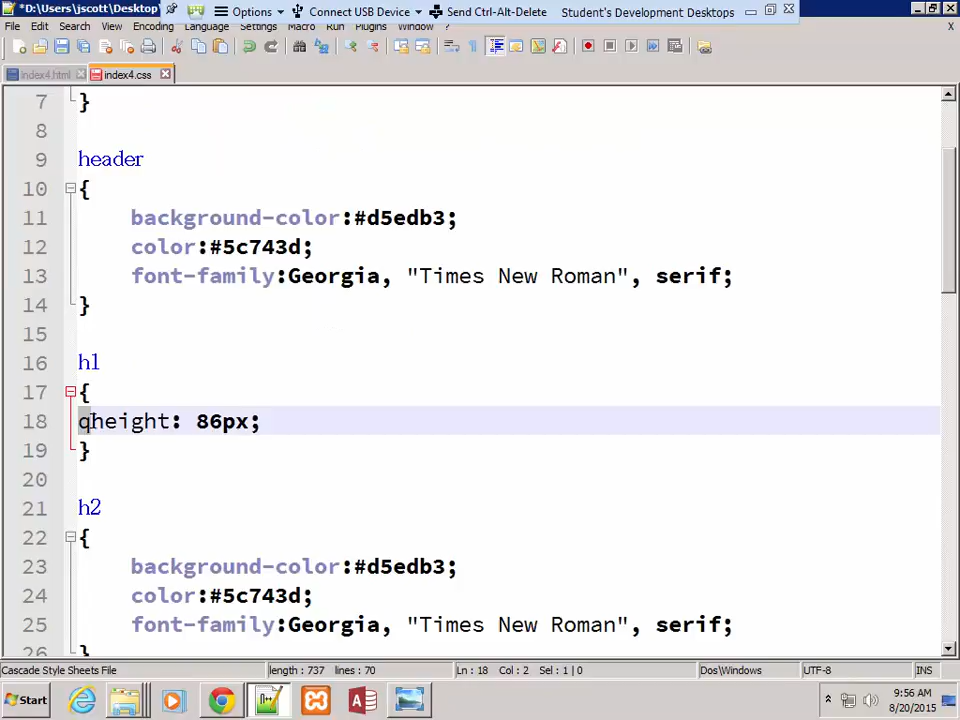 *D:\Users\jscott\Desktop\ Options Connect USB Device Send Ctrl-Alt-Delete Student's Development Desktops
File Edit Search View Encoding Language Settings Macro Run Plugins Window ? X
index4.html index4.css
7 }
8
9 header
10 {
11 background-color:#d5edb3;
12 color:#5c743d;
13 font-family:Georgia, "Times New Roman", serif;
14 }
15
16 h1
17 {
18 qheight: 86px;
19 }
20
21 h2
22 {
23 background-color:#d5edb3;
24 color:#5c743d;
25 font-family:Georgia, "Times New Roman", serif;
26 }
Cascade Style Sheets File length : 737 lines : 70 Ln : 18 Col : 2 Sel : 1 | 0 Dos\Windows UTF-8 INS
Start 9:56 AM
8/20/2015